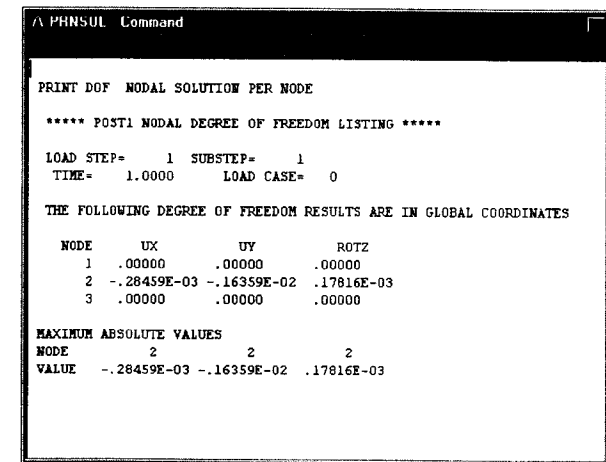 PRNSOL Command
PRINT DOF NODAL SOLUTION PER NODE
***** POST1 NODAL DEGREE OF FREEDOM LISTING *****
LOAD STEP= 1 SUBSTEP= 1
TIME= 1.0000 LOAD CASE= 0
THE FOLLOWING DEGREE OF FREEDOM RESULTS ARE IN GLOBAL COORDINATES
NODE UX UY ROTZ
1 .00000 .00000 .00000
2 -.28459E-03 -.16359E-02 .17816E-03
3 .00000 .00000 .00000
MAXIMUM ABSOLUTE VALUES
NODE 2 2 2
VALUE -.28459E-03 -.16359E-02 .17816E-03